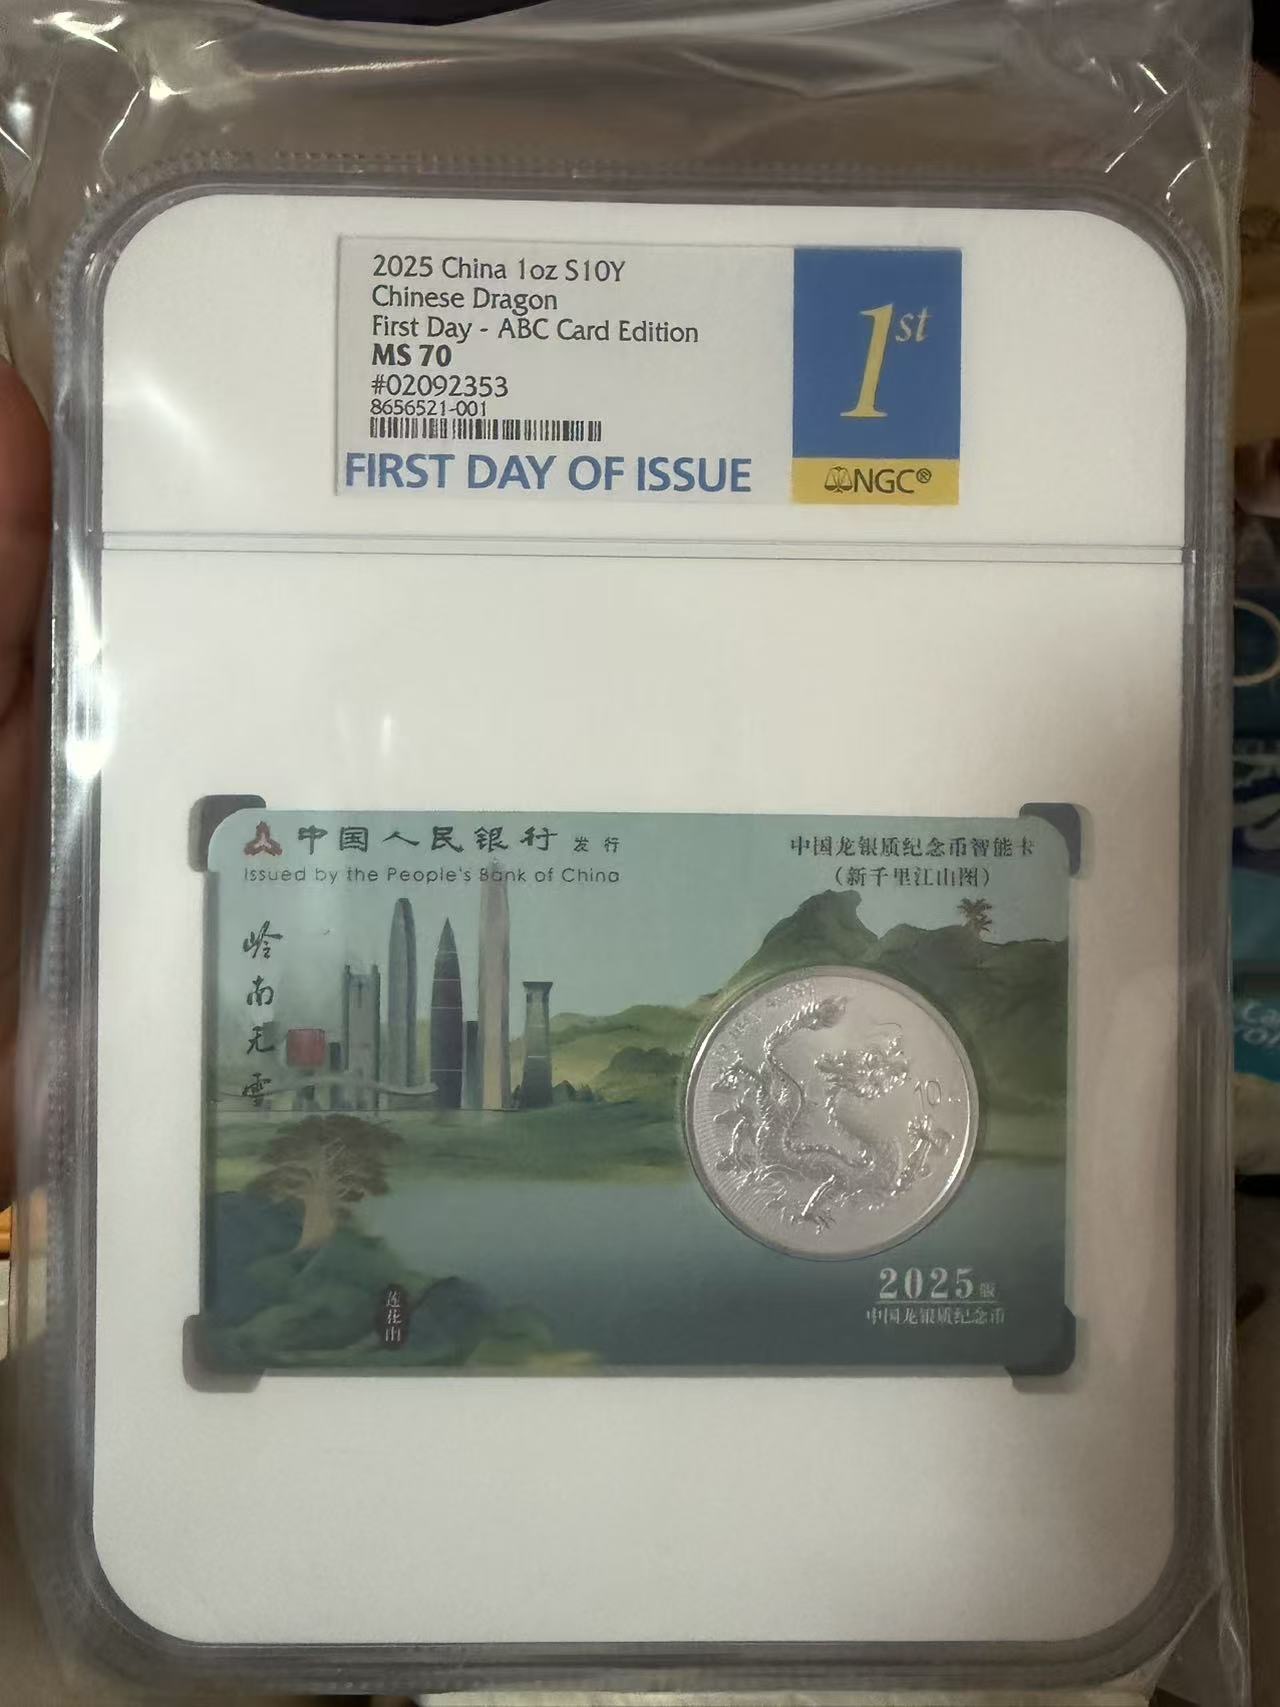 2025 China 1oz S10Y
Chinese Dragon
First Day - ABC Card Edition
MS 70
#02092353
8656521-001
FIRST DAY OF ISSUE
1st
NGC®
中国人民银行 发行
Issued by the People's Bank of China
中国龙银质纪念币智能卡
（新千里江山图）
岭南无雪
10
莲花山
2025版
中国龙银质纪念币